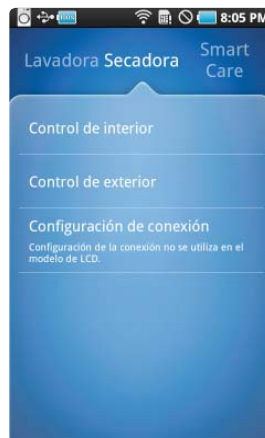 8:05 PM
Lavadora Secadora Smart
Care
Control de interior
Control de exterior
Configuración de conexión
Configuración de la conexión no se utiliza en el
modelo de LCD.